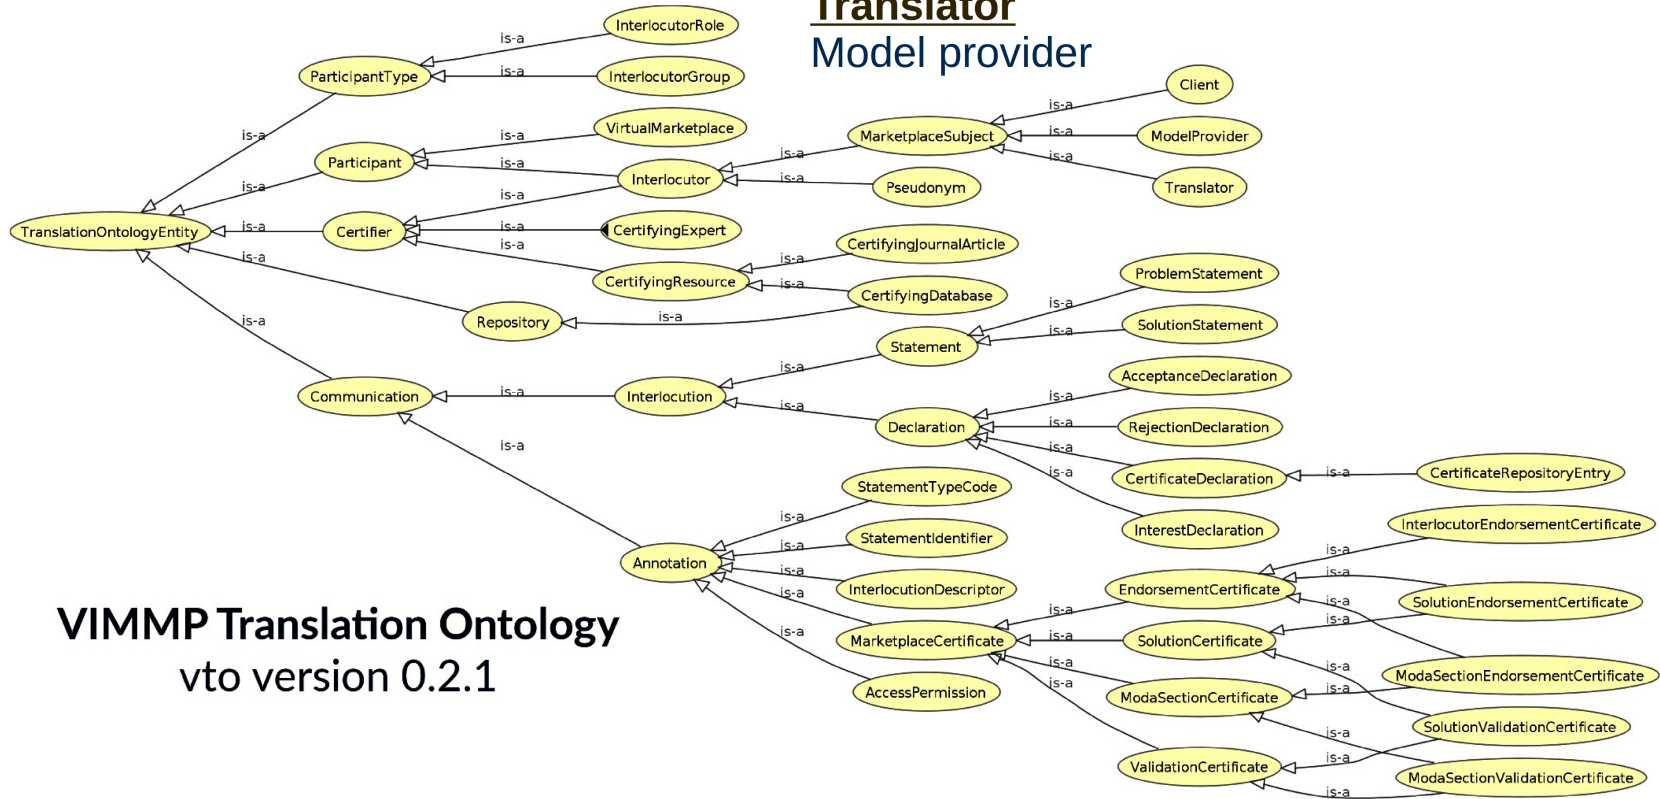 Translator
Model provider
InterlocutorRole
is-a
ParticipantType
is-a
InterlocutorGroup
Client
is-a
is-a
VirtualMarketplace
is-a
MarketplaceSubject
is-a
ModelProvider
Participant
is-a
is-a
is-a
Interlocutor
is-a
is-a
is-a
Pseudonym
Translator
is-a
TranslationOntologyEntity
is-a
Certifier
is-a
CertifyingExpert
is-a
is-a
CertifyingJournalArticle
is-a
CertifyingResource
is-a
CertifyingDatabase
ProblemStatement
is-a
Repository
is-a
is-a
SolutionStatement
is-a
Statement
is-a
AcceptanceDeclaration
is-a
Communication
is-a
Interlocution
is-a
Declaration
is-a
RejectionDeclaration
is-a
is-a
is-a
CertificateDeclaration
is-a
CertificateRepositoryEntry
StatementTypeCode
is-a
InterestDeclaration
InterlocutorEndorsementCertificate
StatementIdentifier
is-a
is-a
Annotation
is-a
InterlocutionDescriptor
is-a
EndorsementCertificate
is-a
SolutionEndorsementCertificate
is-a
is-a
is-a
MarketplaceCertificate
is-a
SolutionCertificate
is-a
is-a
is-a
is-a
ModaSectionEndorsementCertificate
AccessPermission
is-a
ModaSectionCertificate
is-a
SolutionValidationCertificate
is-a
ValidationCertificate
is-a
ModaSectionValidationCertificate
is-a
VIMMP Translation Ontology
vto version 0.2.1